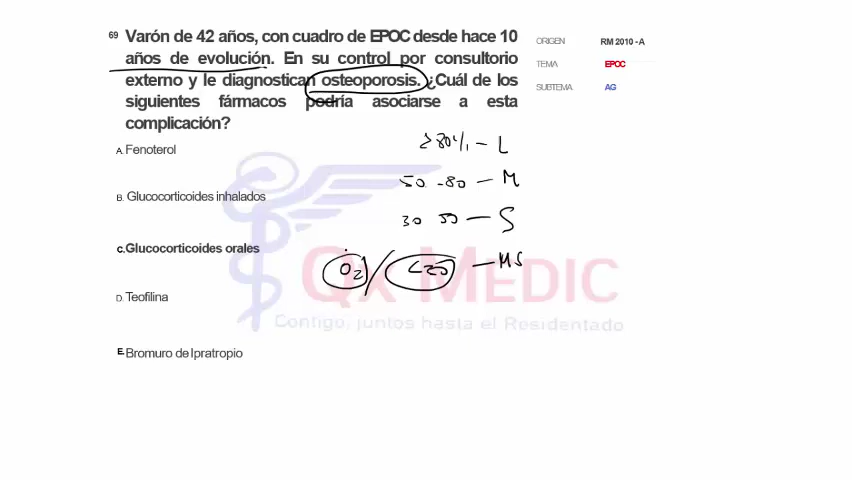 69 Varón de 42 años, con cuadro de EPOC desde hace 10
años de evolución. En su control por consultorio
externo y le diagnostican osteoporosis. ¿Cuál de los
siguientes fármacos podría asociarse a esta
complicación?
A. Fenoterol
B. Glucocorticoides inhalados
C. Glucocorticoides orales
D. Teofilina
E. Bromuro de Ipratropio
ORIGEN RM 2010 - A
TEMA EPOC
SUBTEMA AG
≥80% - L
50 - 80 - M
30 50 - S
O2 / <30 - MS
QX MEDIC
Contigo, juntos hasta el Residentado